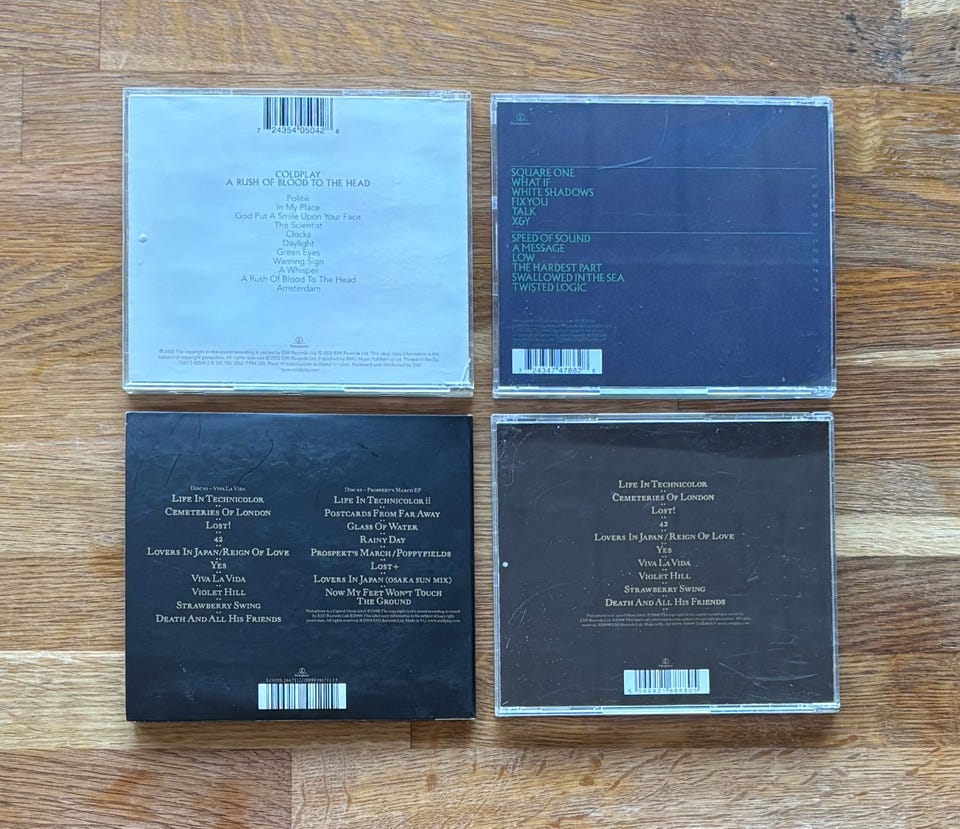 7 24354 05042 8
COLDPLAY
A RUSH OF BLOOD TO THE HEAD
Politik
In My Place
God Put A Smile Upon Your Face
The Scientist
Clocks
Daylight
Green Eyes
Warning Sign
A Whisper
A Rush Of Blood To The Head
Amsterdam
Parlophone
Parlophone
SQUARE ONE
WHAT IF
WHITE SHADOWS
FIX YOU
TALK
X&Y
SPEED OF SOUND
A MESSAGE
LOW
THE HARDEST PART
SWALLOWED IN THE SEA
TWISTED LOGIC
7 24347 47862 8
DISC 01 – VIVA LA VIDA
LIFE IN TECHNICOLOR
CEMETERIES OF LONDON
LOST!
42
LOVERS IN JAPAN/REIGN OF LOVE
YES
VIVA LA VIDA
VIOLET HILL
STRAWBERRY SWING
DEATH AND ALL HIS FRIENDS
DISC 02 – PROSPEKT'S MARCH EP
LIFE IN TECHNICOLOR ii
POSTCARDS FROM FAR AWAY
GLASS OF WATER
RAINY DAY
PROSPEKT'S MARCH/POPPYFIELDS
LOST+
LOVERS IN JAPAN (OSAKA SUN MIX)
NOW MY FEET WON'T TOUCH
THE GROUND
LIFE IN TECHNICOLOR
CEMETERIES OF LONDON
LOST!
42
LOVERS IN JAPAN/REIGN OF LOVE
YES
VIVA LA VIDA
VIOLET HILL
STRAWBERRY SWING
DEATH AND ALL HIS FRIENDS
Parlophone